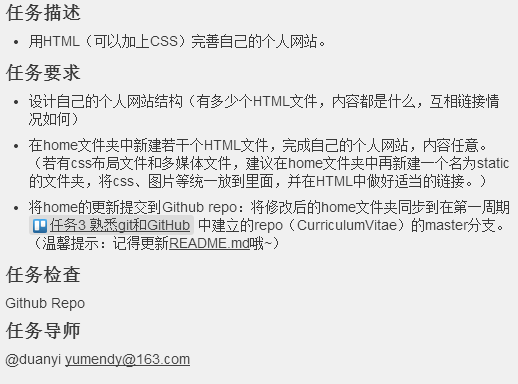 任务描述
用HTML（可以加上CSS）完善自己的个人网站。
任务要求
设计自己的个人网站结构（有多少个HTML文件，内容都是什么，互相链接情
况如何）
在home文件夹中新建若干个HTML文件，完成自己的个人网站，内容任意。
（若有css布局文件和多媒体文件，建议在home文件夹中再新建一个名为static
的文件夹，将css、图片等统一放到里面，并在HTML中做好适当的链接。）
将home的更新提交到Github repo：将修改后的home文件夹同步到在第一周期
任务3 熟悉git和GitHub 中建立的repo（CurriculumVitae）的master分支。
（温馨提示：记得更新README.md哦~）
任务检查
Github Repo
任务导师
@duanyi yumendy@163.com